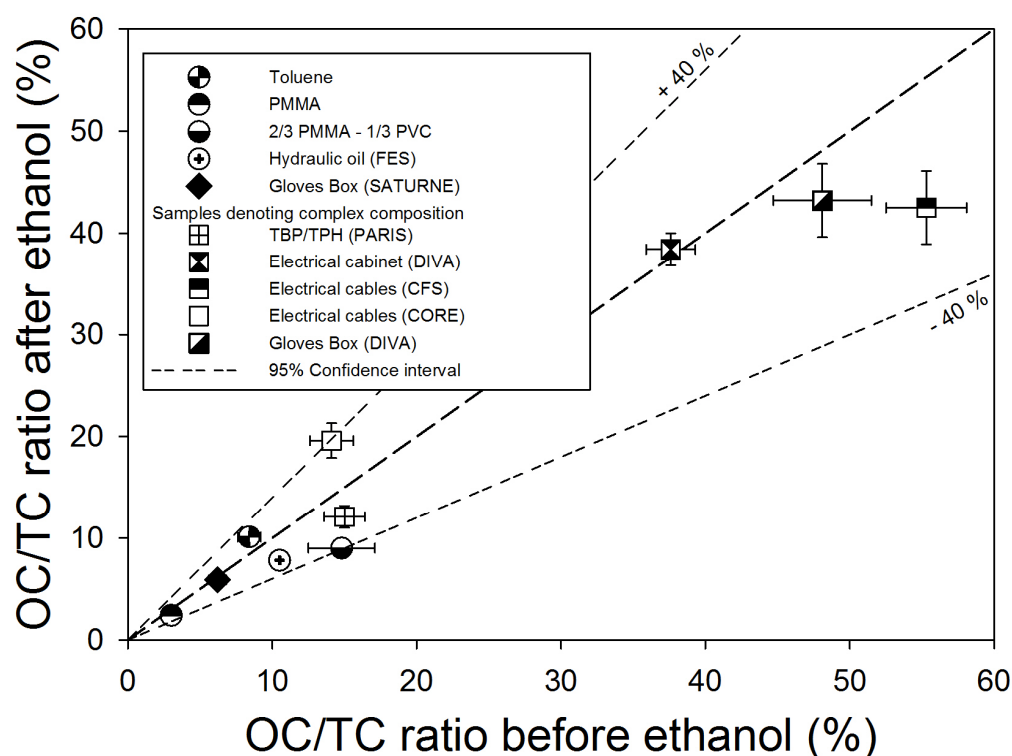 OC/TC ratio after ethanol (%)
60
50
40
30
20
10
0
Toluene
PMMA
2/3 PMMA - 1/3 PVC
Hydraulic oil (FES)
Gloves Box (SATURNE)
Samples denoting complex composition
TBP/TPH (PARIS)
Electrical cabinet (DIVA)
Electrical cables (CFS)
Electrical cables (CORE)
Gloves Box (DIVA)
95% Confidence interval
+ 40 %
- 40 %
0 10 20 30 40 50 60
OC/TC ratio before ethanol (%)